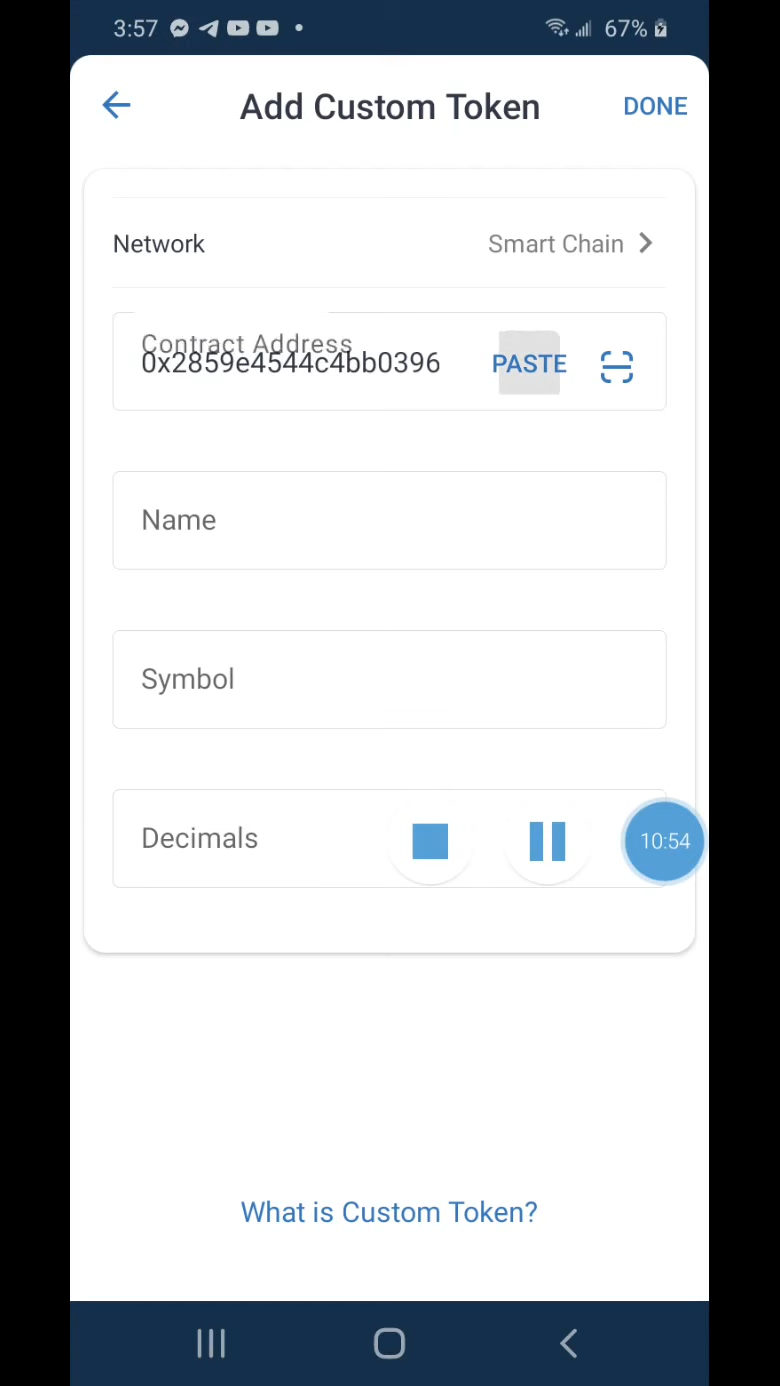 3:57
67%
Add Custom Token
DONE
Network
Smart Chain
Contract Address
0x2859e4544c4bb0396
PASTE
Name
Symbol
Decimals
10:54
What is Custom Token?